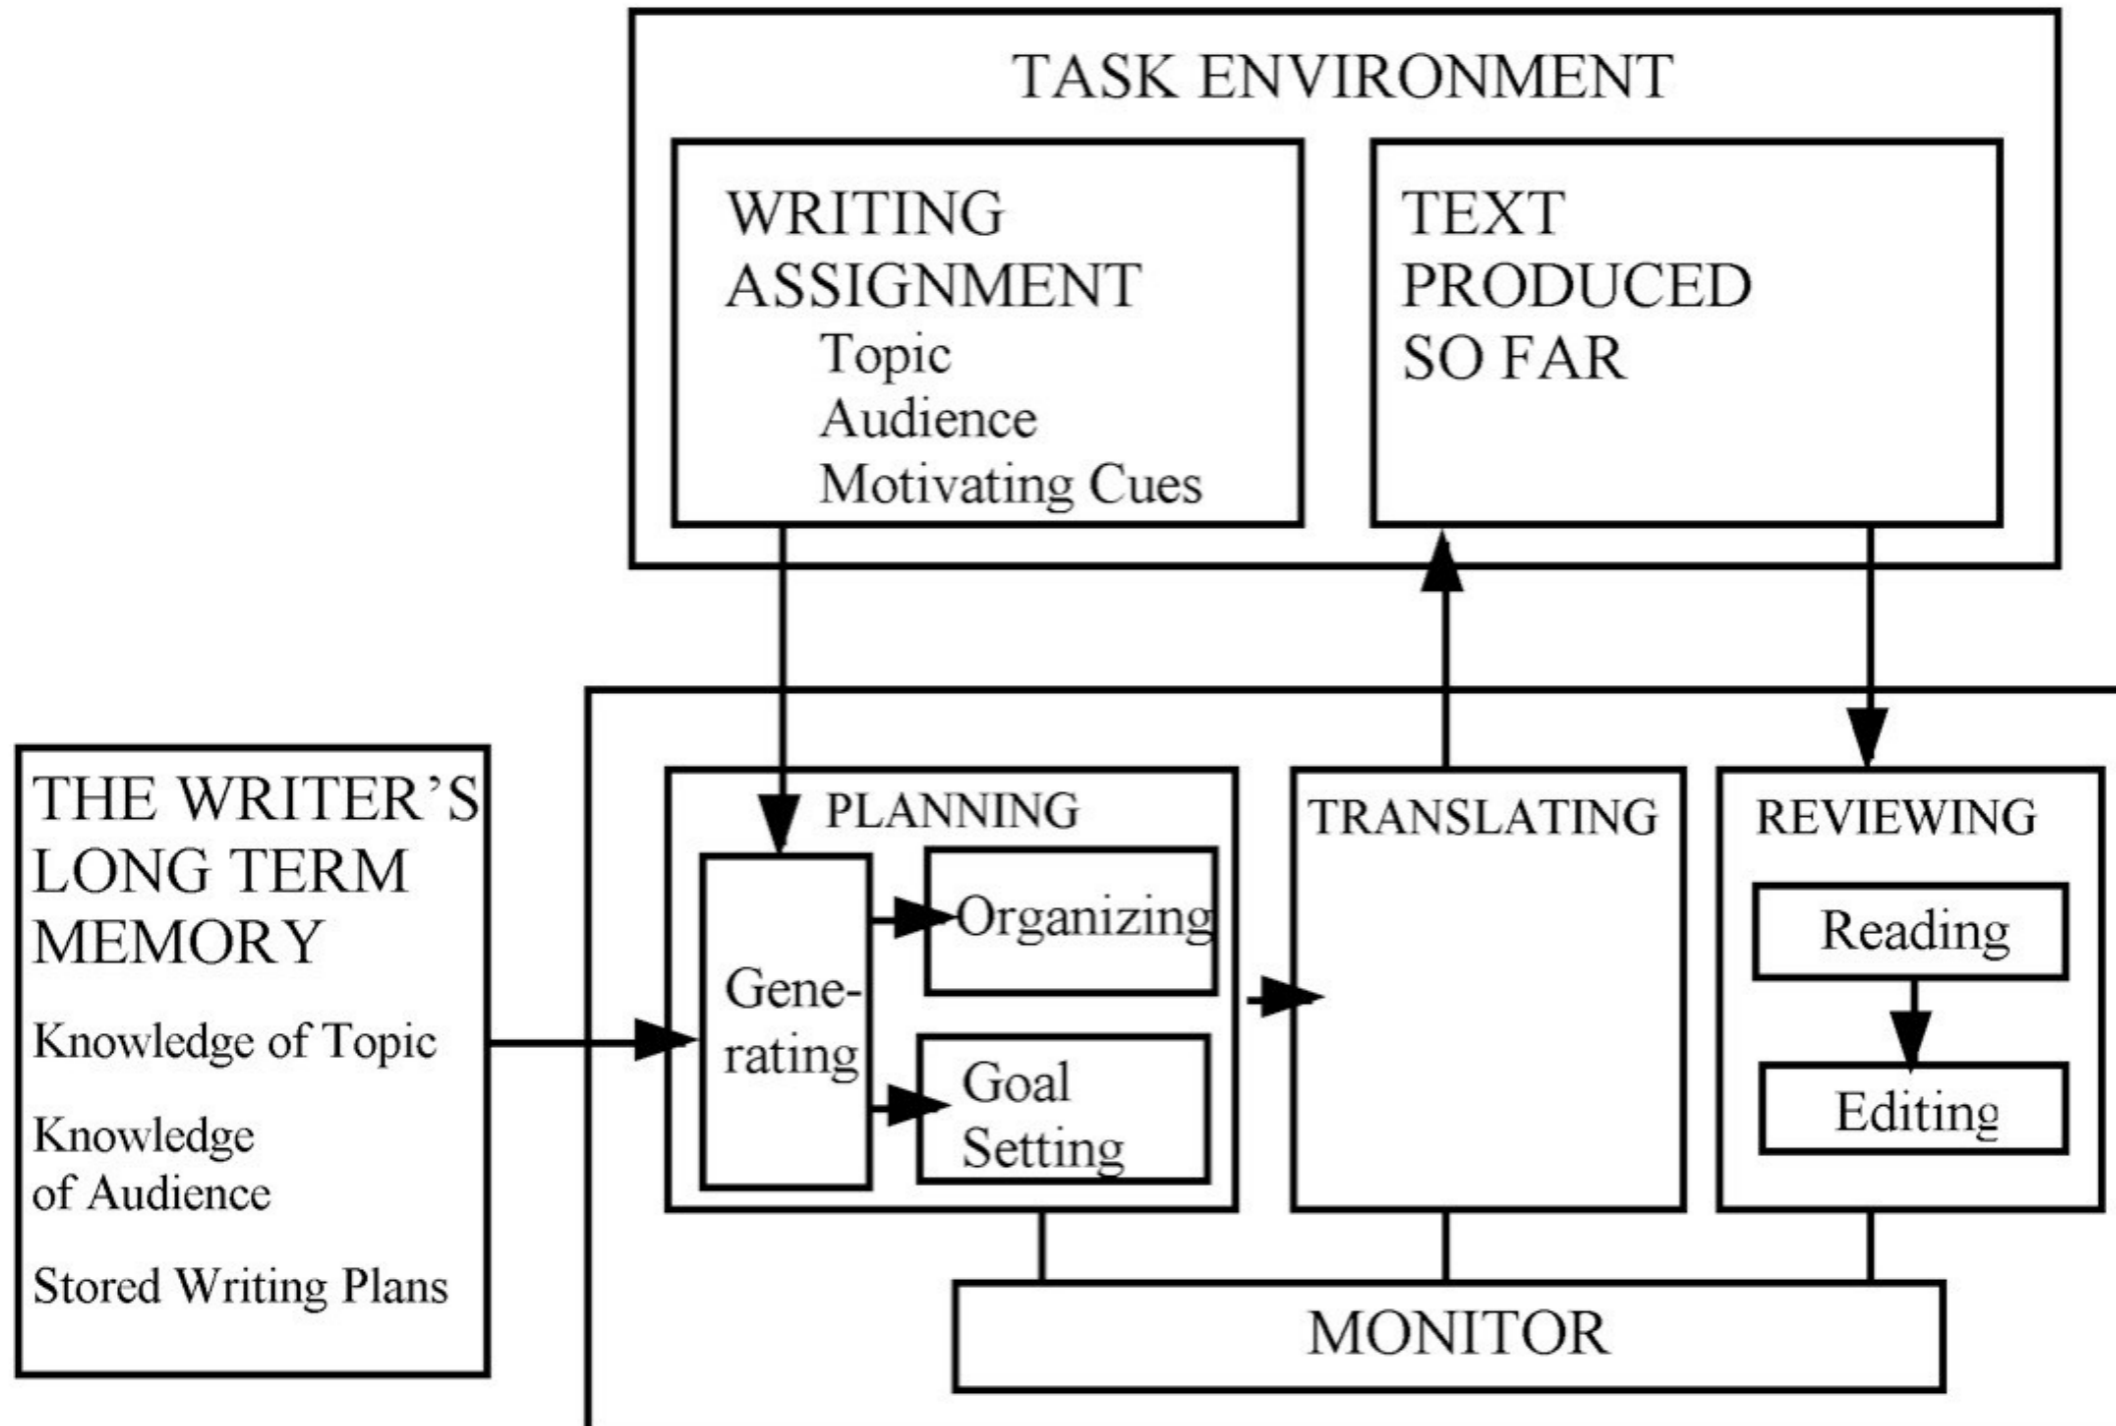 TASK ENVIRONMENT
WRITING
ASSIGNMENT
Topic
Audience
Motivating Cues
TEXT
PRODUCED
SO FAR
THE WRITER’S
LONG TERM
MEMORY
Knowledge of Topic
Knowledge
of Audience
Stored Writing Plans
PLANNING
Gene-
rating
Organizing
Goal
Setting
TRANSLATING
REVIEWING
Reading
Editing
MONITOR